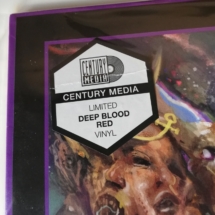 CENTURY
MEDIA
CENTURY MEDIA
LIMITED
DEEP BLOOD
RED
VINYL